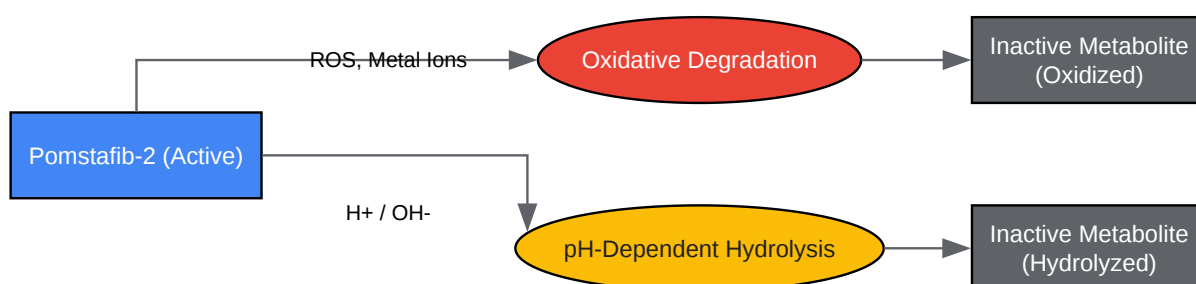 ROS, Metal Ions
Oxidative Degradation
Inactive Metabolite
(Oxidized)
Pomstafib-2 (Active)
H+ / OH-
pH-Dependent Hydrolysis
Inactive Metabolite
(Hydrolyzed)